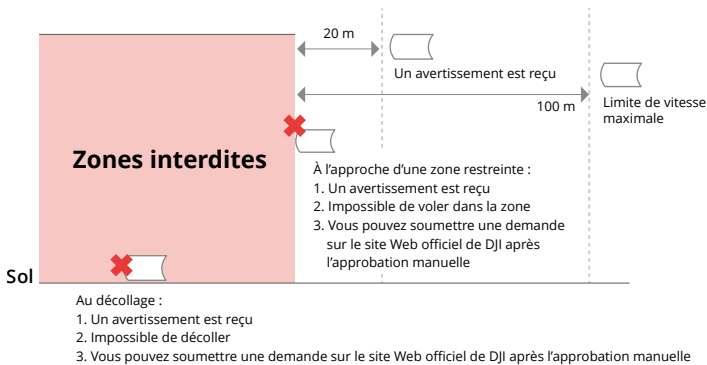 20 m
Un avertissement est reçu
100 m
Limite de vitesse
maximale
Zones interdites
À l’approche d’une zone restreinte :
1. Un avertissement est reçu
2. Impossible de voler dans la zone
3. Vous pouvez soumettre une demande
sur le site Web officiel de DJI après
l’approbation manuelle
Sol
Au décollage :
1. Un avertissement est reçu
2. Impossible de décoller
3. Vous pouvez soumettre une demande sur le site Web officiel de DJI après l’approbation manuelle